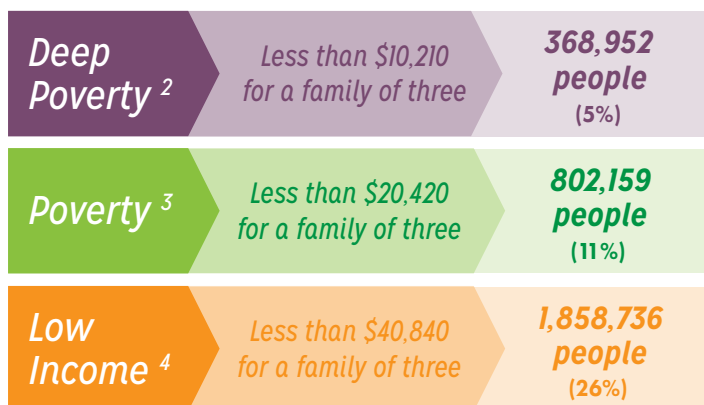 Deep
Poverty 2
Less than $10,210
for a family of three
368,952
people
(5%)
Poverty 3
Less than $20,420
for a family of three
802,159
people
(11%)
Low
Income 4
Less than $40,840
for a family of three
1,858,736
people
(26%)